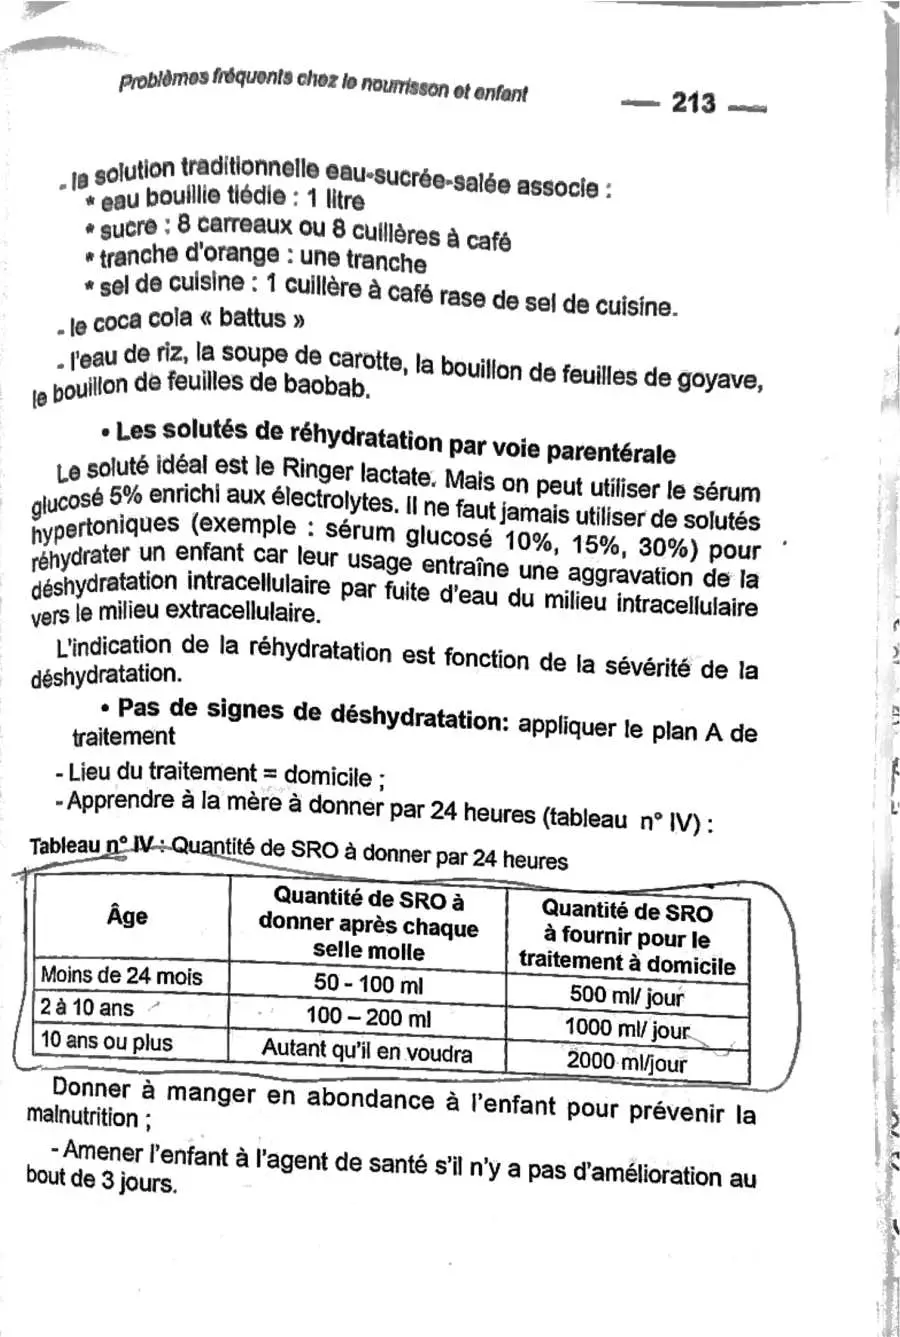 Problèmes fréquents chez le nourrisson et enfant
— 213 —
- la solution traditionnelle eau-sucrée-salée associe :
* eau bouillie tiédie : 1 litre
* sucre : 8 carreaux ou 8 cuillères à café
* tranche d'orange : une tranche
* sel de cuisine : 1 cuillère à café rase de sel de cuisine.
- le coca cola « battus »
- l'eau de riz, la soupe de carotte, la bouillon de feuilles de goyave,
le bouillon de feuilles de baobab.
• Les solutés de réhydratation par voie parentérale
Le soluté idéal est le Ringer lactate. Mais on peut utiliser le sérum
glucosé 5% enrichi aux électrolytes. Il ne faut jamais utiliser de solutés
hypertoniques (exemple : sérum glucosé 10%, 15%, 30%) pour
réhydrater un enfant car leur usage entraîne une aggravation de la
déshydratation intracellulaire par fuite d'eau du milieu intracellulaire
vers le milieu extracellulaire.
L'indication de la réhydratation est fonction de la sévérité de la
déshydratation.
• Pas de signes de déshydratation: appliquer le plan A de
traitement
- Lieu du traitement = domicile ;
- Apprendre à la mère à donner par 24 heures (tableau n° IV) :
Tableau n° IV : Quantité de SRO à donner par 24 heures
Âge
Quantité de SRO à
donner après chaque
selle molle
Quantité de SRO
à fournir pour le
traitement à domicile
Moins de 24 mois
50 - 100 ml
500 ml/ jour
2 à 10 ans
100 – 200 ml
1000 ml/ jour
10 ans ou plus
Autant qu'il en voudra
2000 ml/jour
Donner à manger en abondance à l'enfant pour prévenir la
malnutrition ;
- Amener l'enfant à l'agent de santé s'il n'y a pas d'amélioration au
bout de 3 jours.